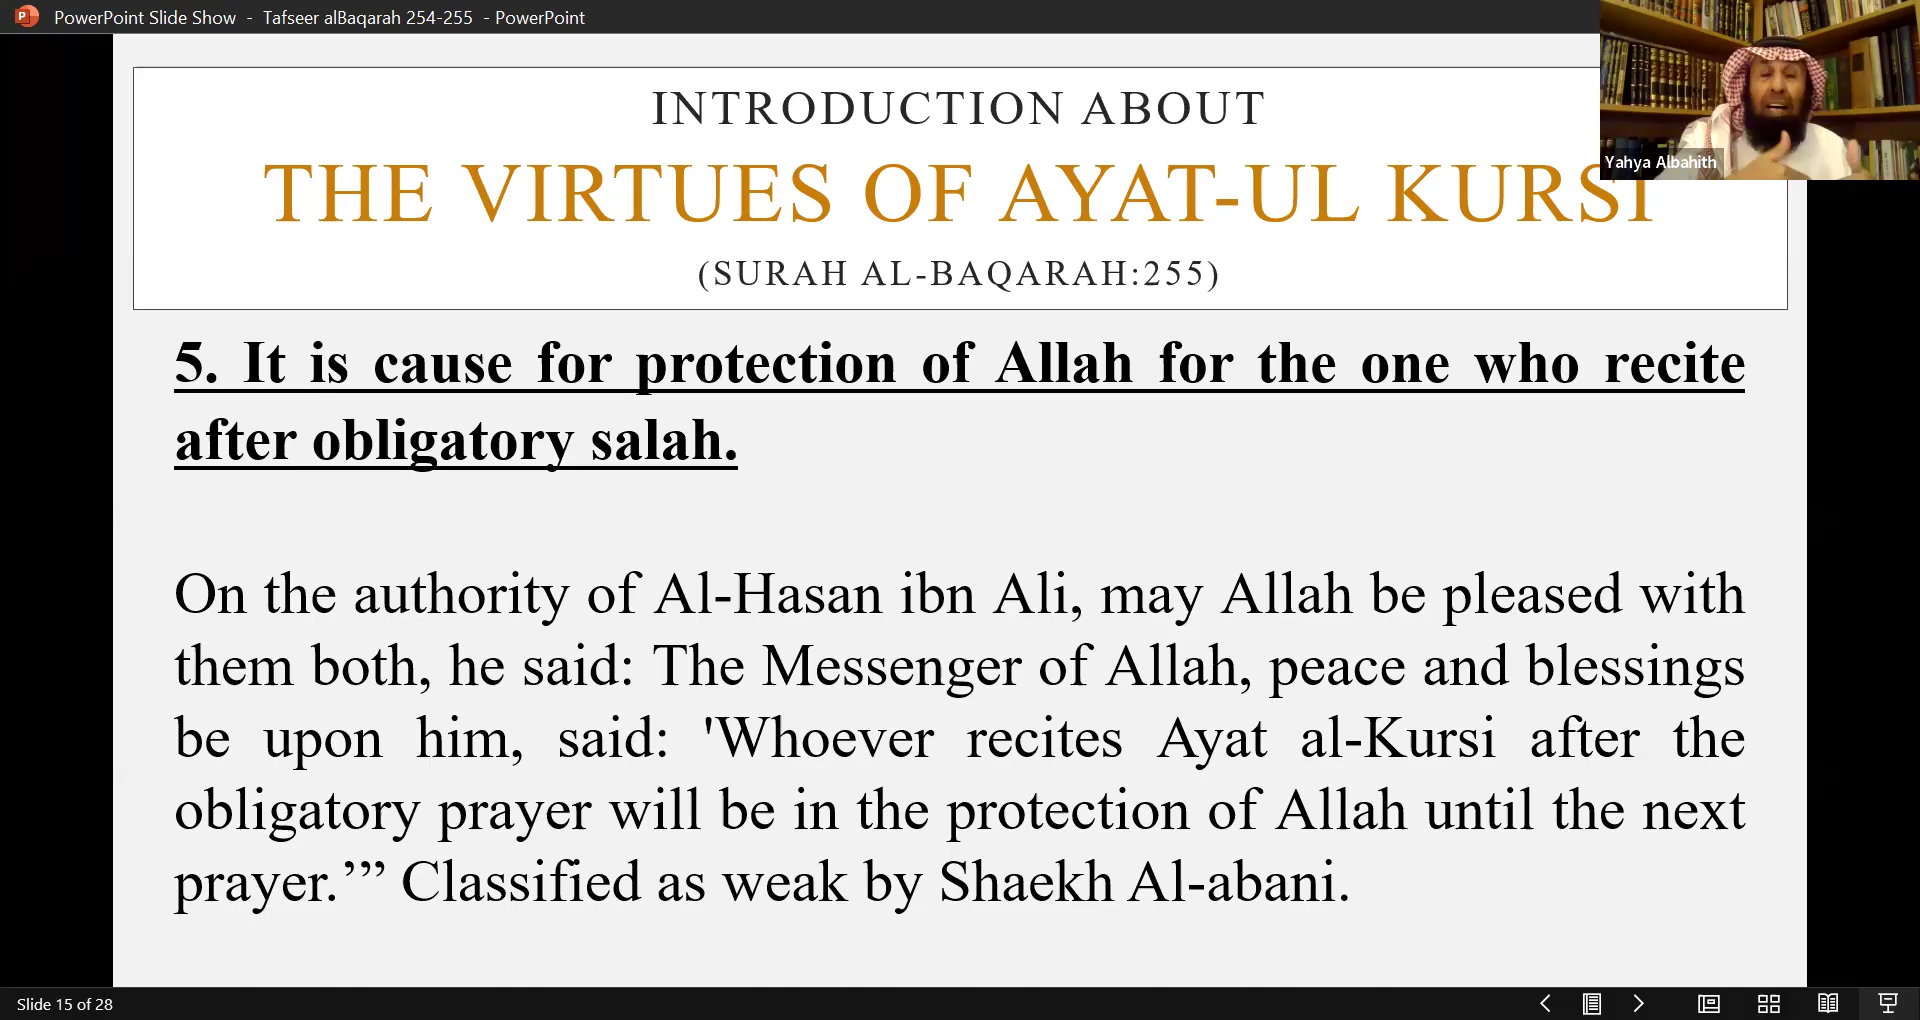 PowerPoint Slide Show - Tafseer alBaqarah 254-255 - PowerPoint
Yahya Albahith
INTRODUCTION ABOUT
THE VIRTUES OF AYAT-UL KURSI
(SURAH AL-BAQARAH:255)
5. It is cause for protection of Allah for the one who recite
after obligatory salah.
On the authority of Al-Hasan ibn Ali, may Allah be pleased with
them both, he said: The Messenger of Allah, peace and blessings
be upon him, said: 'Whoever recites Ayat al-Kursi after the
obligatory prayer will be in the protection of Allah until the next
prayer.’” Classified as weak by Shaekh Al-abani.
Slide 15 of 28